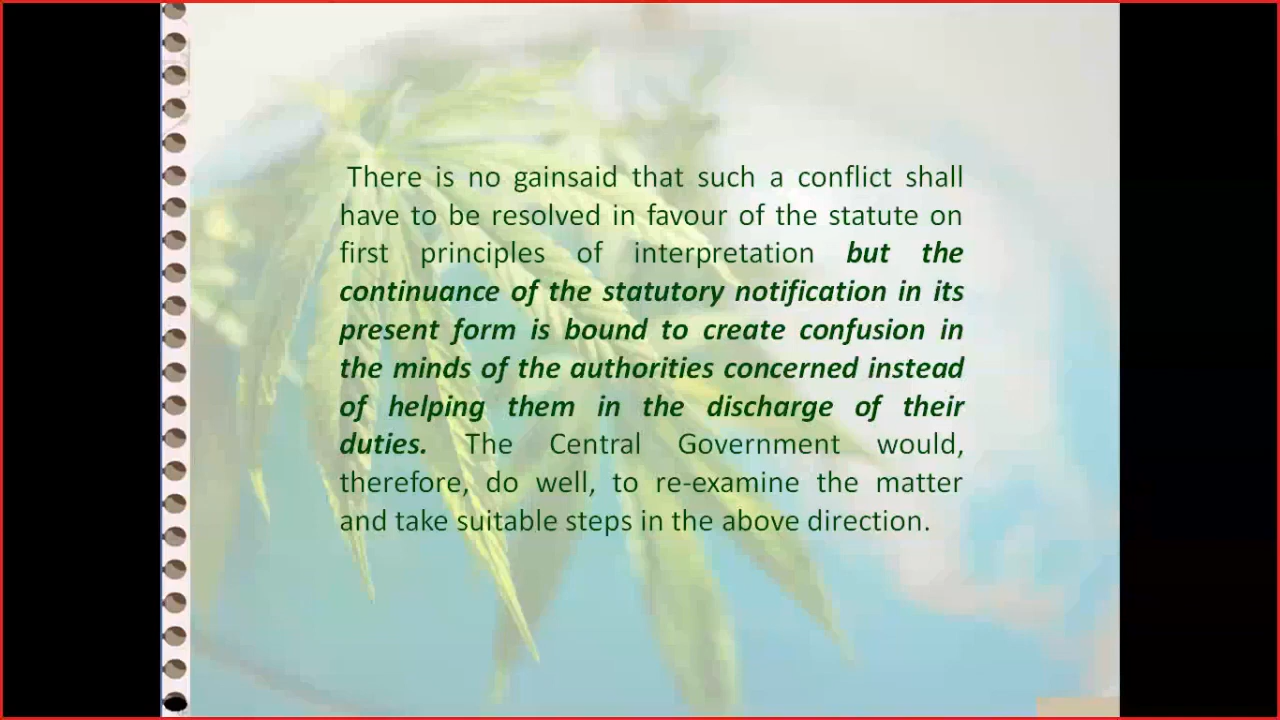 There is no gainsaid that such a conflict shall
have to be resolved in favour of the statute on
first principles of interpretation but the
continuance of the statutory notification in its
present form is bound to create confusion in
the minds of the authorities concerned instead
of helping them in the discharge of their
duties. The Central Government would,
therefore, do well, to re-examine the matter
and take suitable steps in the above direction.